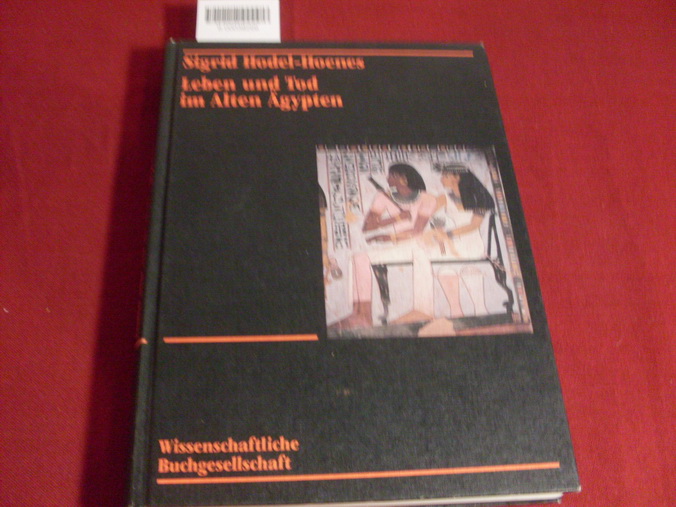 Sigrid Hodel-Hoenes
Leben und Tod
im Alten Ägypten
Wissenschaftliche
Buchgesellschaft